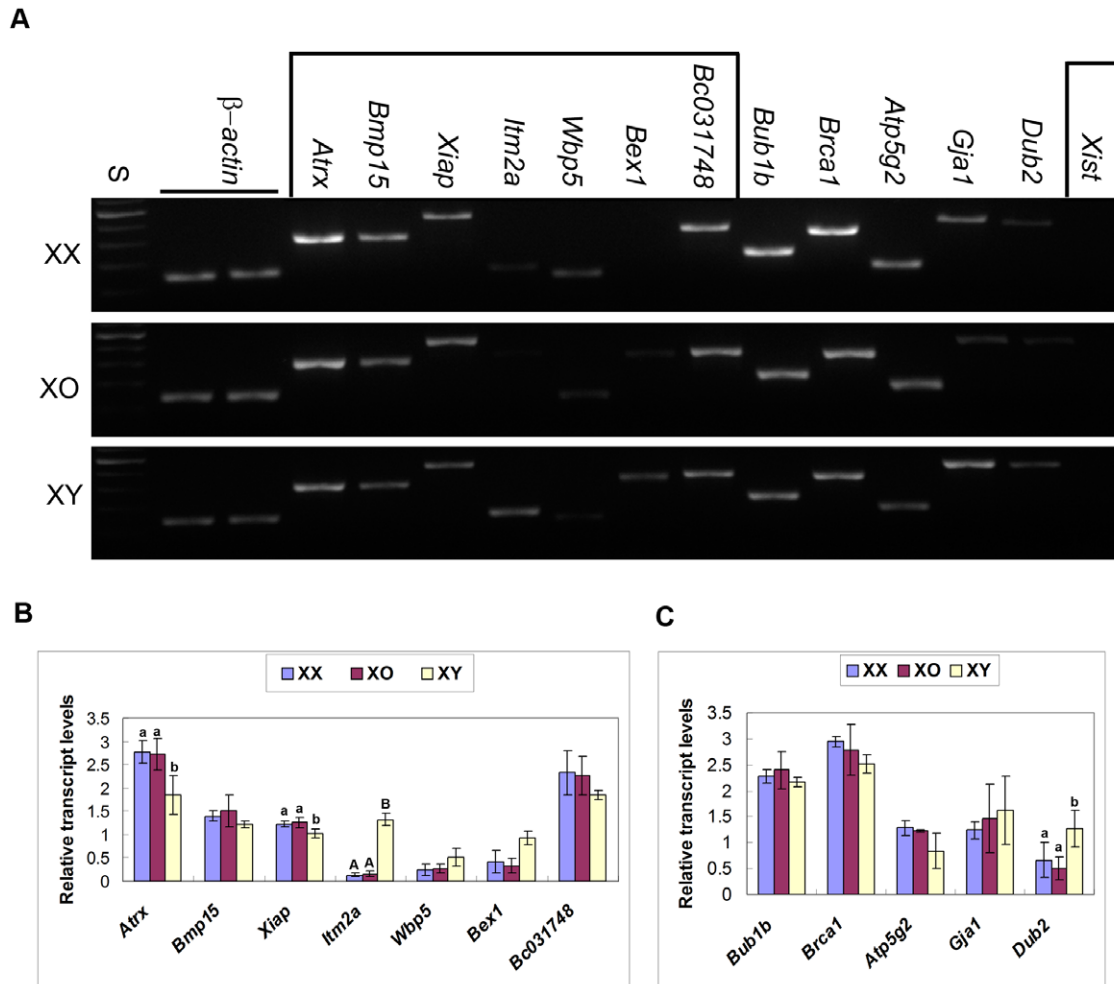 A
S
β-actin
Atrx
Bmp15
Xiap
Itm2a
Wbp5
Bex1
Bc031748
Bub1b
Brca1
Atp5g2
Gja1
Dub2
Xist
XX
XO
XY
B
XX XO XY
Relative transcript levels
3.5
3
2.5
2
1.5
1
0.5
0
a a b
a a b
A A B
Atrx
Bmp15
Xiap
Itm2a
Wbp5
Bex1
Bc031748
C
XX XO XY
Relative transcript levels
3.5
3
2.5
2
1.5
1
0.5
0
a a b
Bub1b
Brca1
Atp5g2
Gja1
Dub2